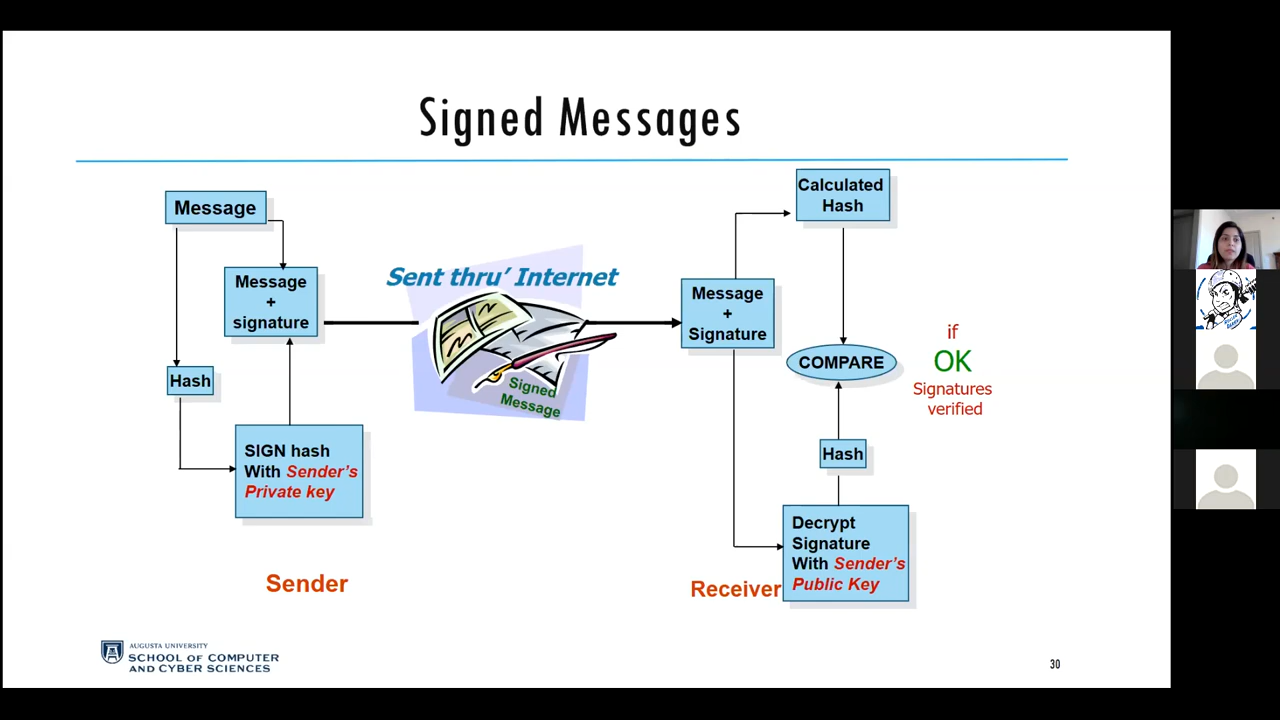 Signed Messages
Message
Message
+
signature
Hash
SIGN hash
With Sender's
Private key
Sender
Sent thru' Internet
Signed
Message
Message
+
Signature
Calculated
Hash
COMPARE
if
OK
Signatures
verified
Hash
Decrypt
Signature
With Sender's
Public Key
Receiver
AUGUSTA UNIVERSITY
SCHOOL OF COMPUTER
AND CYBER SCIENCES
30